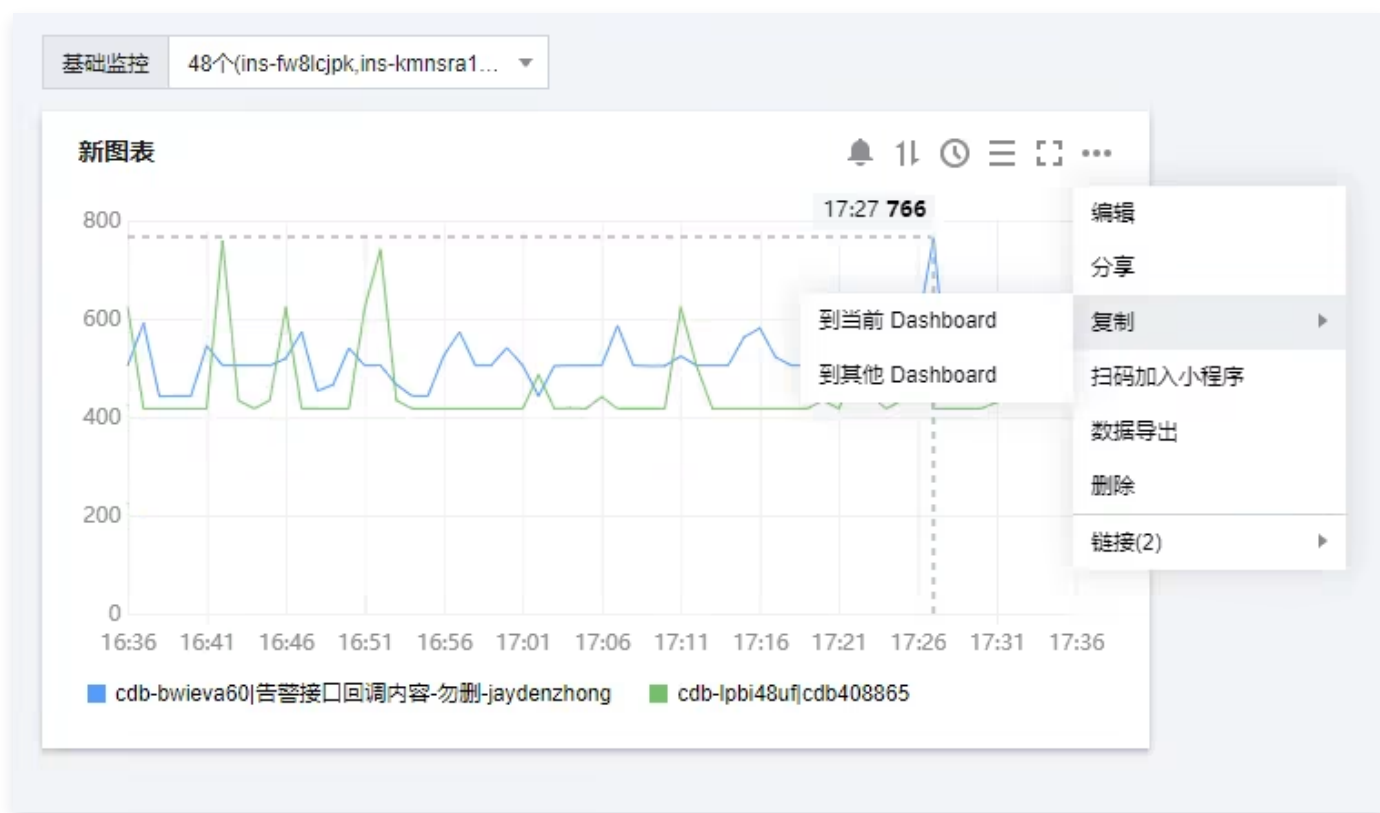 基础监控 48个(ins-fw8lcjpk,ins-kmnsra1...
新图表
17:27 766
编辑
分享
复制
到当前 Dashboard
到其他 Dashboard
扫码加入小程序
数据导出
删除
链接(2)
800
600
400
200
0
16:36 16:41 16:46 16:51 16:56 17:01 17:06 17:11 17:16 17:21 17:26 17:31 17:36
cdb-bwieva60|告警接口回调内容-勿删-jaydenzhong cdb-lpbi48uf|cdb408865